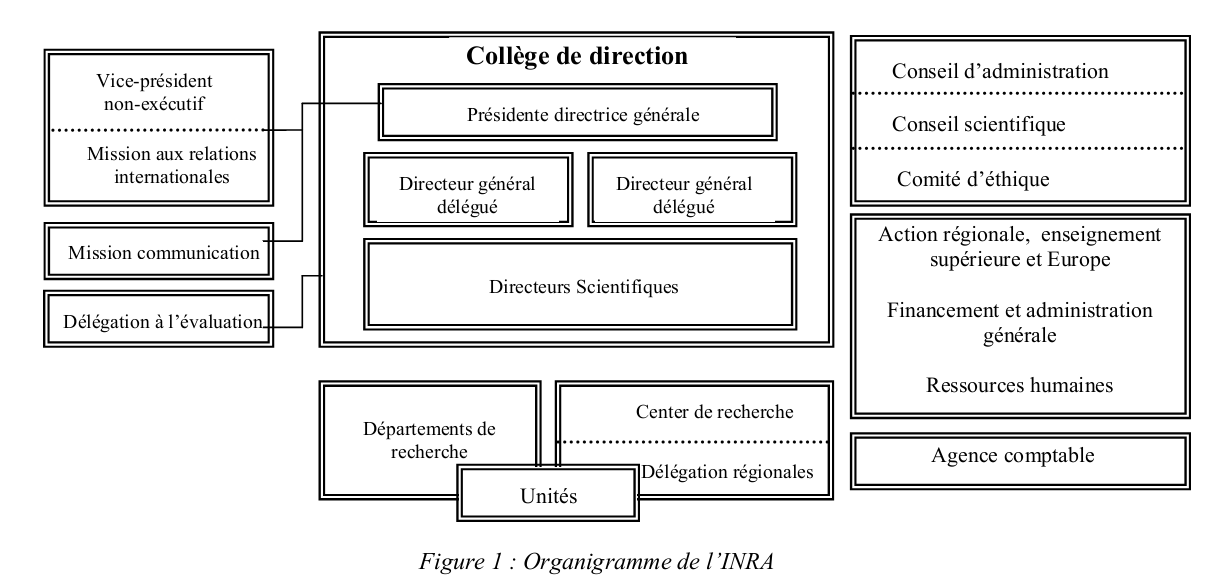 Vice-président
non-exécutif
Mission aux relations
internationales
Mission communication
Délégation à l'évaluation
Collège de direction
Présidente directrice générale
Directeur général
délégué
Directeur général
délégué
Directeurs Scientifiques
Départements de
recherche
Center de recherche
Délégation régionales
Unités
Conseil d'administration
Conseil scientifique
Comité d'éthique
Action régionale, enseignement
supérieure et Europe
Financement et administration
générale
Ressources humaines
Agence comptable
Figure 1 : Organigramme de l'INRA